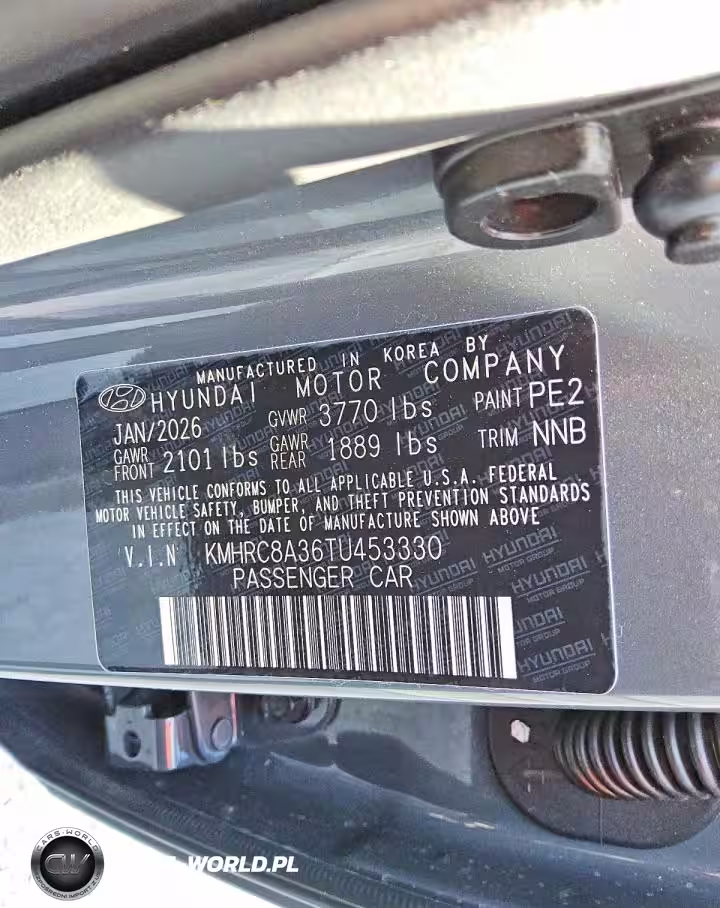 MANUFACTURED IN KOREA BY
HYUNDAI MOTOR COMPANY
JAN/2026 GVWR 3770 lbs PAINT PE2
GAWR FRONT 2101 lbs GAWR REAR 1889 lbs TRIM NNB
THIS VEHICLE CONFORMS TO ALL APPLICABLE U.S.A. FEDERAL
MOTOR VEHICLE SAFETY, BUMPER, AND THEFT PREVENTION STANDARDS
IN EFFECT ON THE DATE OF MANUFACTURE SHOWN ABOVE
V.I.N KMHRC8A36TU453330
PASSENGER CAR
HYUNDAI
MOTOR GROUP
CARS-WORLD
CW
-WORLD.PL